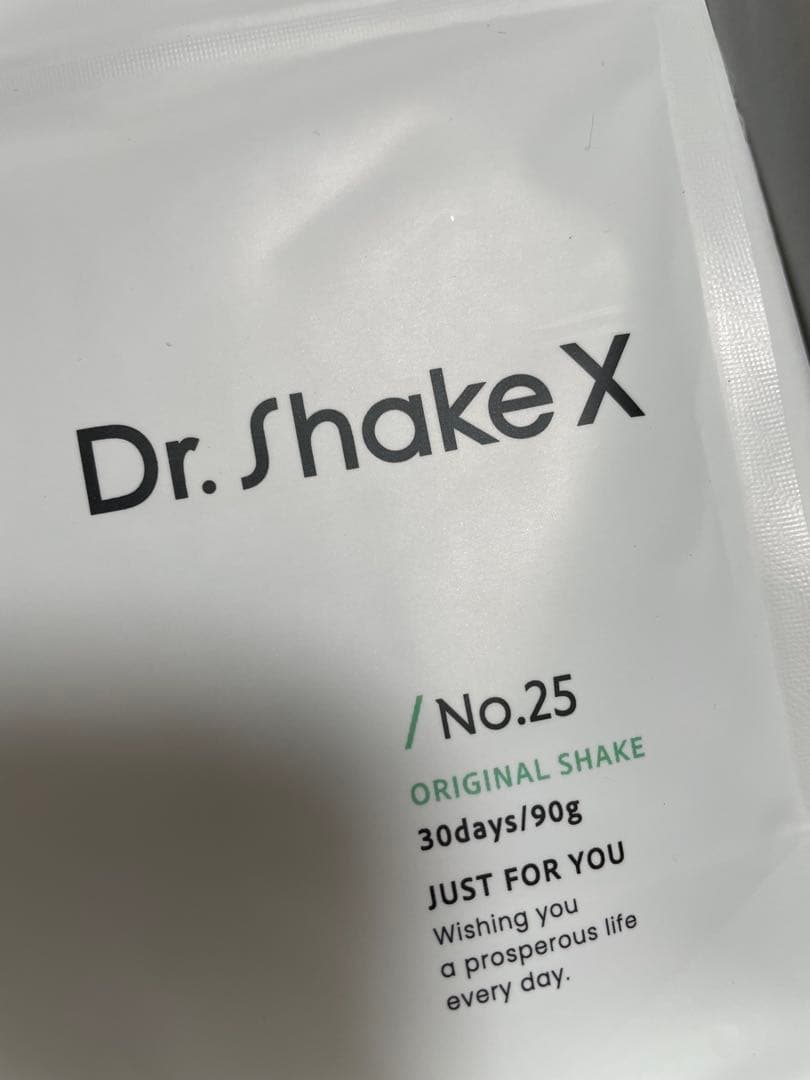 Dr. Shake X
/ No.25
ORIGINAL SHAKE
30days/90g
JUST FOR YOU
Wishing you
a prosperous life
every day.